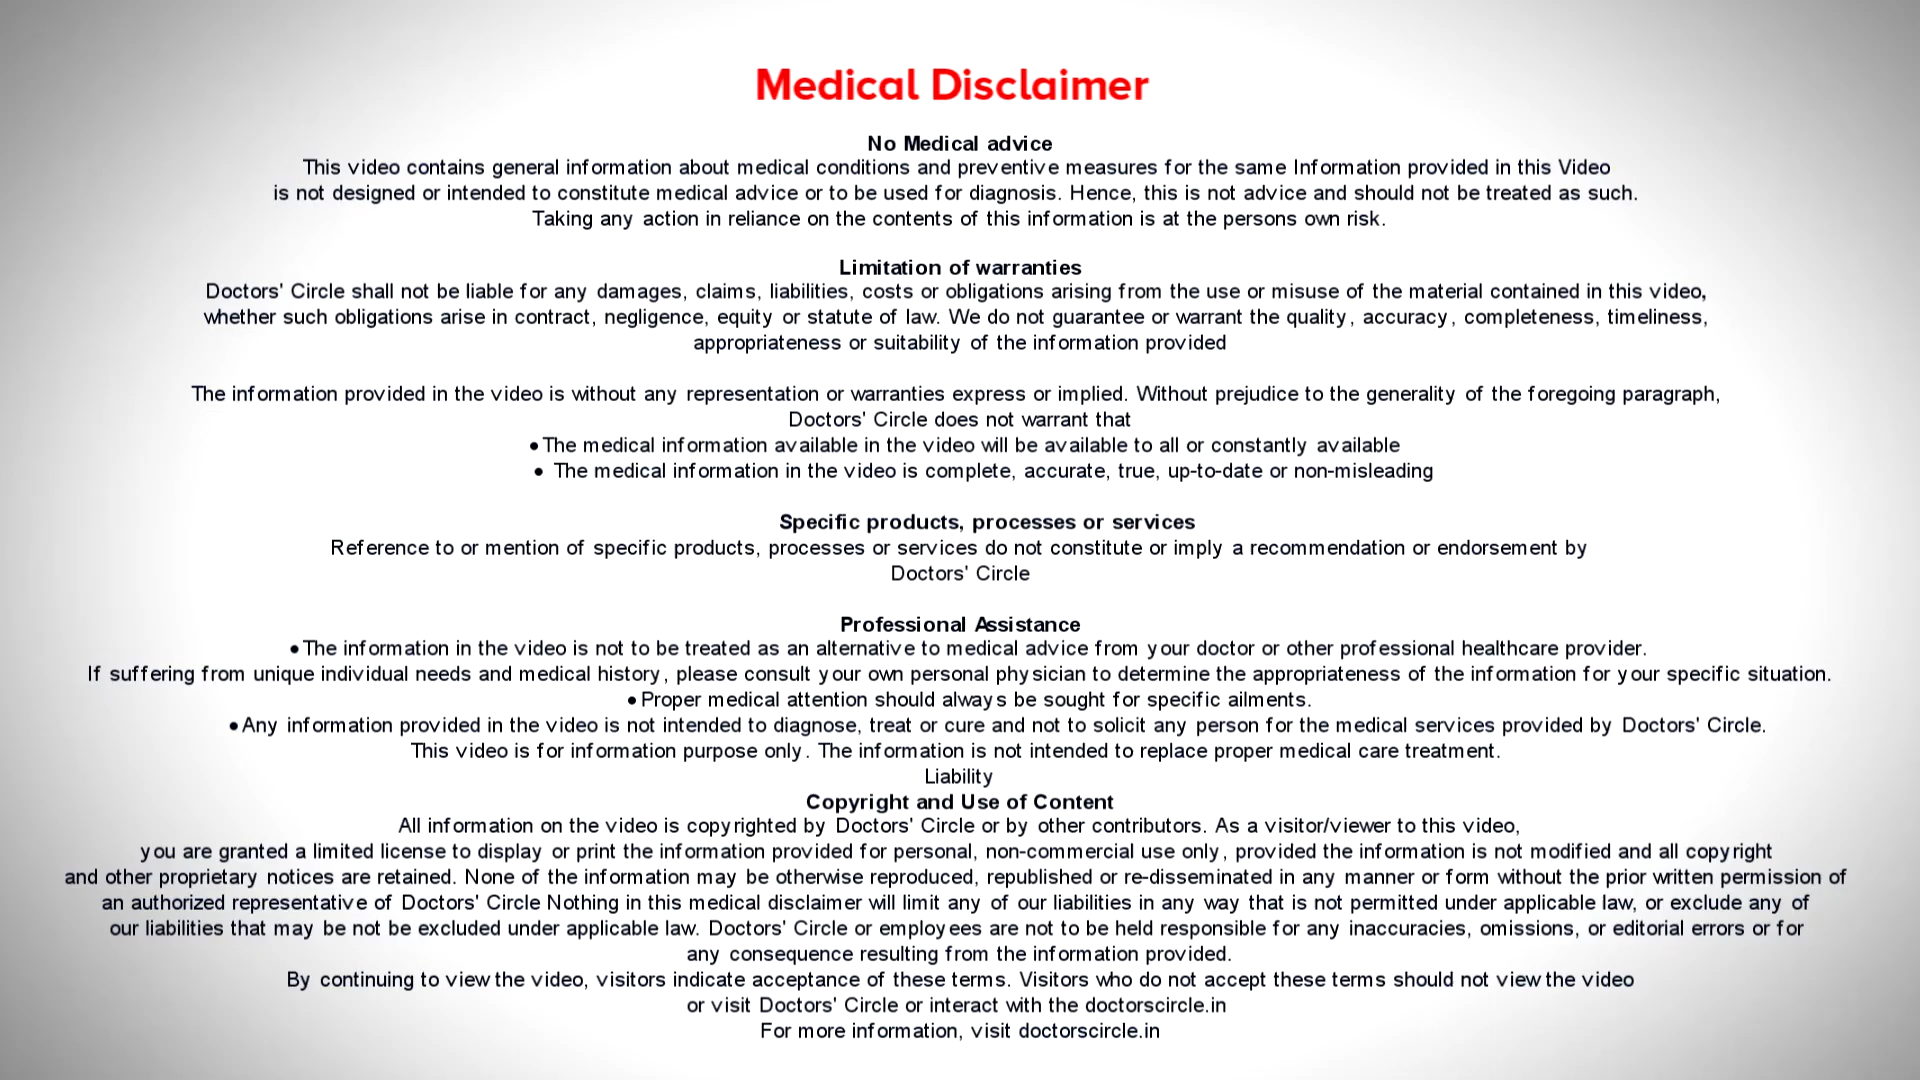 Medical Disclaimer
No Medical advice
This video contains general information about medical conditions and preventive measures for the same Information provided in this Video
is not designed or intended to constitute medical advice or to be used for diagnosis. Hence, this is not advice and should not be treated as such.
Taking any action in reliance on the contents of this information is at the persons own risk.
Limitation of warranties
Doctors' Circle shall not be liable for any damages, claims, liabilities, costs or obligations arising from the use or misuse of the material contained in this video,
whether such obligations arise in contract, negligence, equity or statute of law. We do not guarantee or warrant the quality, accuracy, completeness, timeliness,
appropriateness or suitability of the information provided
The information provided in the video is without any representation or warranties express or implied. Without prejudice to the generality of the foregoing paragraph,
Doctors' Circle does not warrant that
• The medical information available in the video will be available to all or constantly available
• The medical information in the video is complete, accurate, true, up-to-date or non-misleading
Specific products, processes or services
Reference to or mention of specific products, processes or services do not constitute or imply a recommendation or endorsement by
Doctors' Circle
Professional Assistance
• The information in the video is not to be treated as an alternative to medical advice from your doctor or other professional healthcare provider.
If suffering from unique individual needs and medical history, please consult your own personal physician to determine the appropriateness of the information for your specific situation.
• Proper medical attention should always be sought for specific ailments.
• Any information provided in the video is not intended to diagnose, treat or cure and not to solicit any person for the medical services provided by Doctors' Circle.
This video is for information purpose only. The information is not intended to replace proper medical care treatment.
Liability
Copyright and Use of Content
All information on the video is copyrighted by Doctors' Circle or by other contributors. As a visitor/viewer to this video,
you are granted a limited license to display or print the information provided for personal, non-commercial use only, provided the information is not modified and all copyright
and other proprietary notices are retained. None of the information may be otherwise reproduced, republished or re-disseminated in any manner or form without the prior written permission of
an authorized representative of Doctors' Circle Nothing in this medical disclaimer will limit any of our liabilities in any way that is not permitted under applicable law, or exclude any of
our liabilities that may be not be excluded under applicable law. Doctors' Circle or employees are not to be held responsible for any inaccuracies, omissions, or editorial errors or for
any consequence resulting from the information provided.
By continuing to view the video, visitors indicate acceptance of these terms. Visitors who do not accept these terms should not view the video
or visit Doctors' Circle or interact with the doctorscircle.in
For more information, visit doctorscircle.in